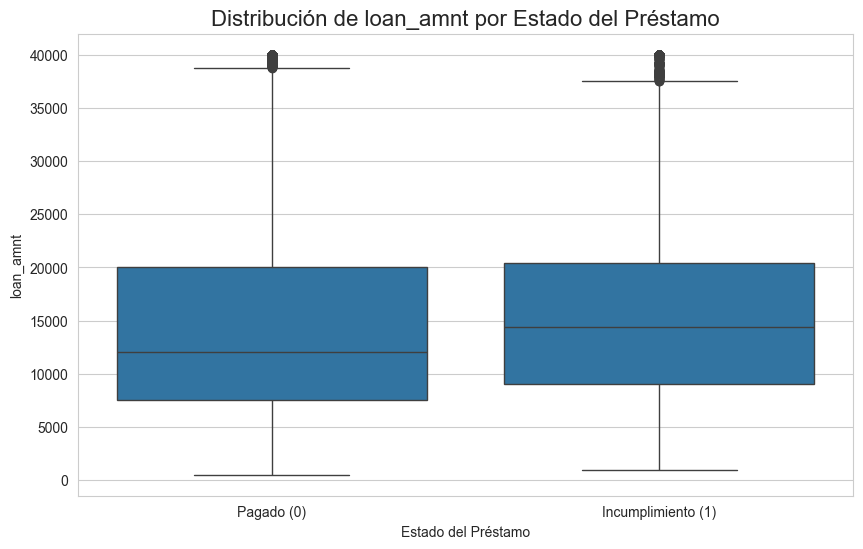 Distribución de loan_amnt por Estado del Préstamo
loan_amnt
40000
35000
30000
25000
20000
15000
10000
5000
0
Pagado (0)
Incumplimiento (1)
Estado del Préstamo